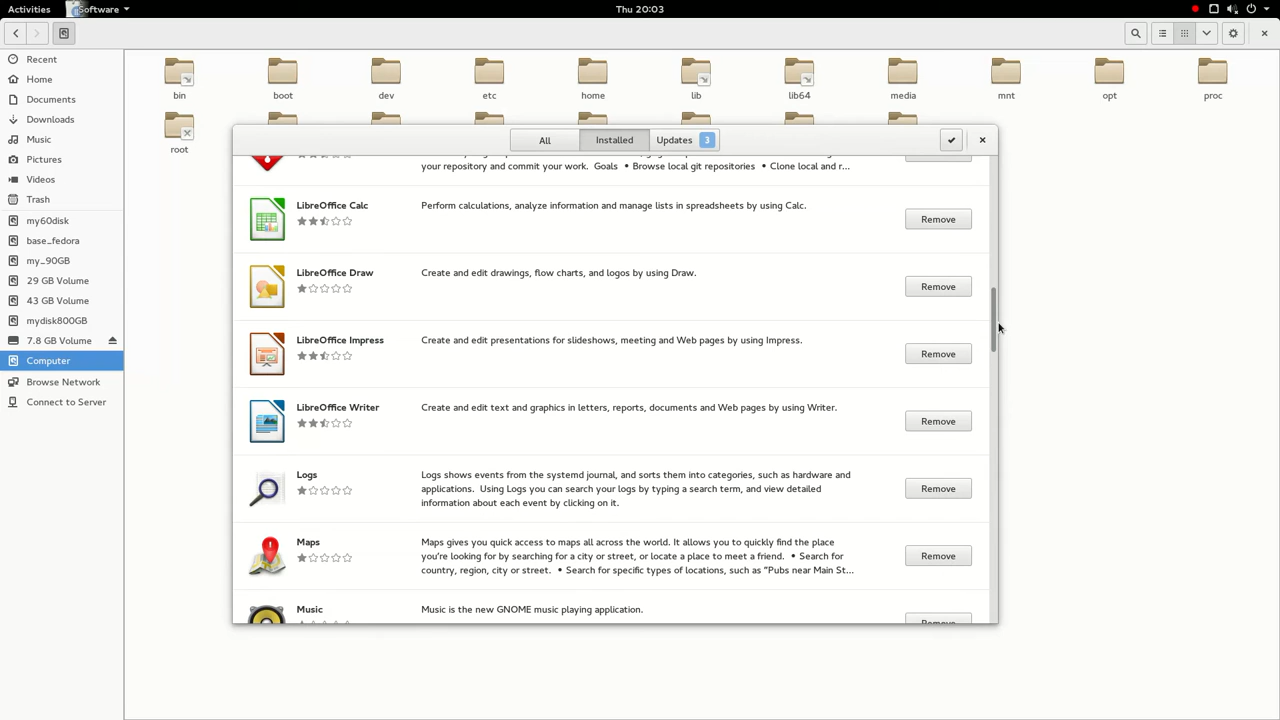 Activities
Software
Thu 20:03
Recent
Home
Documents
Downloads
Music
Pictures
Videos
Trash
my60disk
base_fedora
my_90GB
29 GB Volume
43 GB Volume
mydisk800GB
7.8 GB Volume
Computer
Browse Network
Connect to Server
bin
boot
dev
etc
home
lib
lib64
media
mnt
opt
proc
root
All
Installed
Updates 3
your repository and commit your work. Goals • Browse local git repositories • Clone local and r...
LibreOffice Calc
Perform calculations, analyze information and manage lists in spreadsheets by using Calc.
Remove
LibreOffice Draw
Create and edit drawings, flow charts, and logos by using Draw.
Remove
LibreOffice Impress
Create and edit presentations for slideshows, meeting and Web pages by using Impress.
Remove
LibreOffice Writer
Create and edit text and graphics in letters, reports, documents and Web pages by using Writer.
Remove
Logs
Logs shows events from the systemd journal, and sorts them into categories, such as hardware and
applications. Using Logs you can search your logs by typing a search term, and view detailed
information about each event by clicking on it.
Remove
Maps
Maps gives you quick access to maps all across the world. It allows you to quickly find the place
you're looking for by searching for a city or street, or locate a place to meet a friend. • Search for
country, region, city or street. • Search for specific types of locations, such as "Pubs near Main St...
Remove
Music
Music is the new GNOME music playing application.
Remove